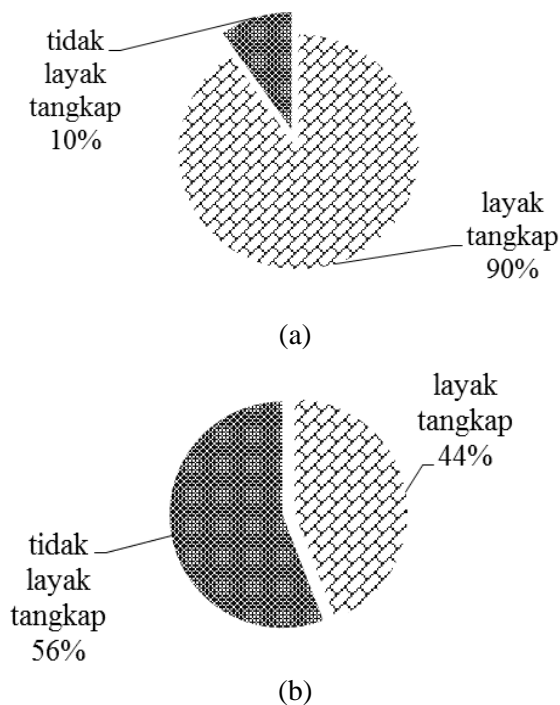 tidak
layak
tangkap
10%
layak
tangkap
90%
(a)
layak
tangkap
44%
tidak
layak
tangkap
56%
(b)